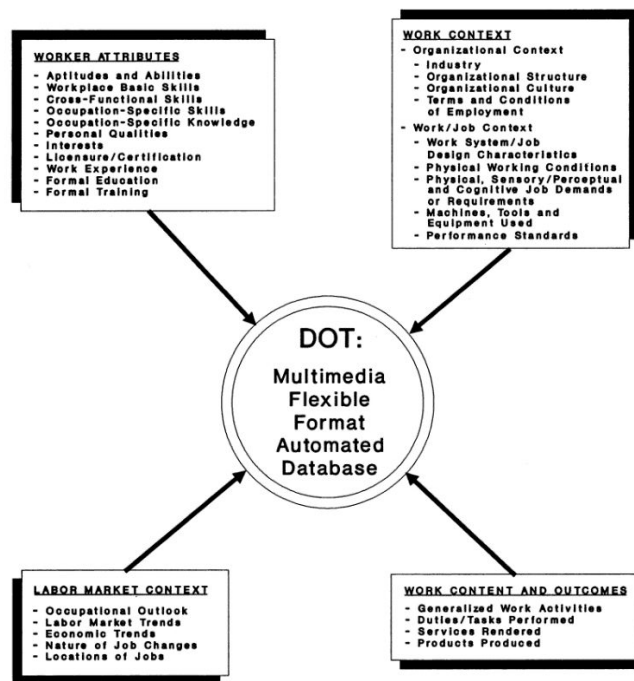 WORKER ATTRIBUTES
- Aptitudes and Abilities
- Workplace Basic Skills
- Cross-Functional Skills
- Occupation-Specific Skills
- Occupation-Specific Knowledge
- Personal Qualities
- Interests
- Licensure/Certification
- Work Experience
- Formal Education
- Formal Training
WORK CONTEXT
- Organizational Context
- Industry
- Organizational Structure
- Organizational Culture
- Terms and Conditions
of Employment
- Work/Job Context
- Work System/Job
Design Characteristics
- Physical Working Conditions
- Physical, Sensory/Perceptual
and Cognitive Job Demands
or Requirements
- Machines, Tools and
Equipment Used
- Performance Standards
DOT:
Multimedia
Flexible
Format
Automated
Database
LABOR MARKET CONTEXT
- Occupational Outlook
- Labor Market Trends
- Economic Trends
- Nature of Job Changes
- Locations of Jobs
WORK CONTENT AND OUTCOMES
- Generalized Work Activities
- Duties/Tasks Performed
- Services Rendered
- Products Produced